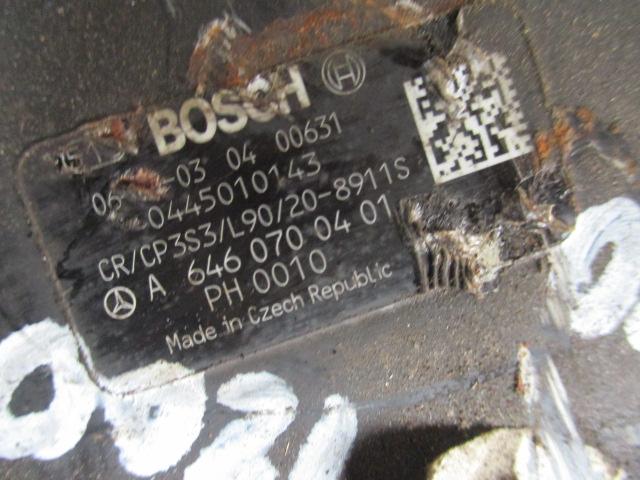 BOSCH
03 04 00631
0445010143
CR/CP3S3/L90/20-8911S
A 646 070 04 01
PH 0010
Made in Czech Republic